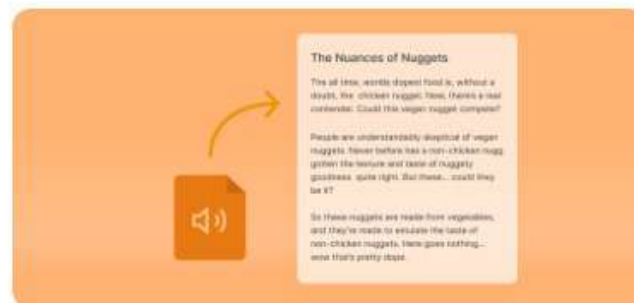 The Nuances of Nuggets
The all time, worlds dopest food is, without a
doubt, the chicken nugget. Now, there's a real
contender. Could this vegan nugget compete?
People are understandably skeptical of vegan
nuggets. Never before has a non-chicken nugg
gotten the texture and taste of nuggety
goodness quite right. But these... could they
be it?
So these nuggets are made from vegetables,
and they're made to emulate the taste of
non-chicken nuggets. Here goes nothing...
wow that's pretty dope.